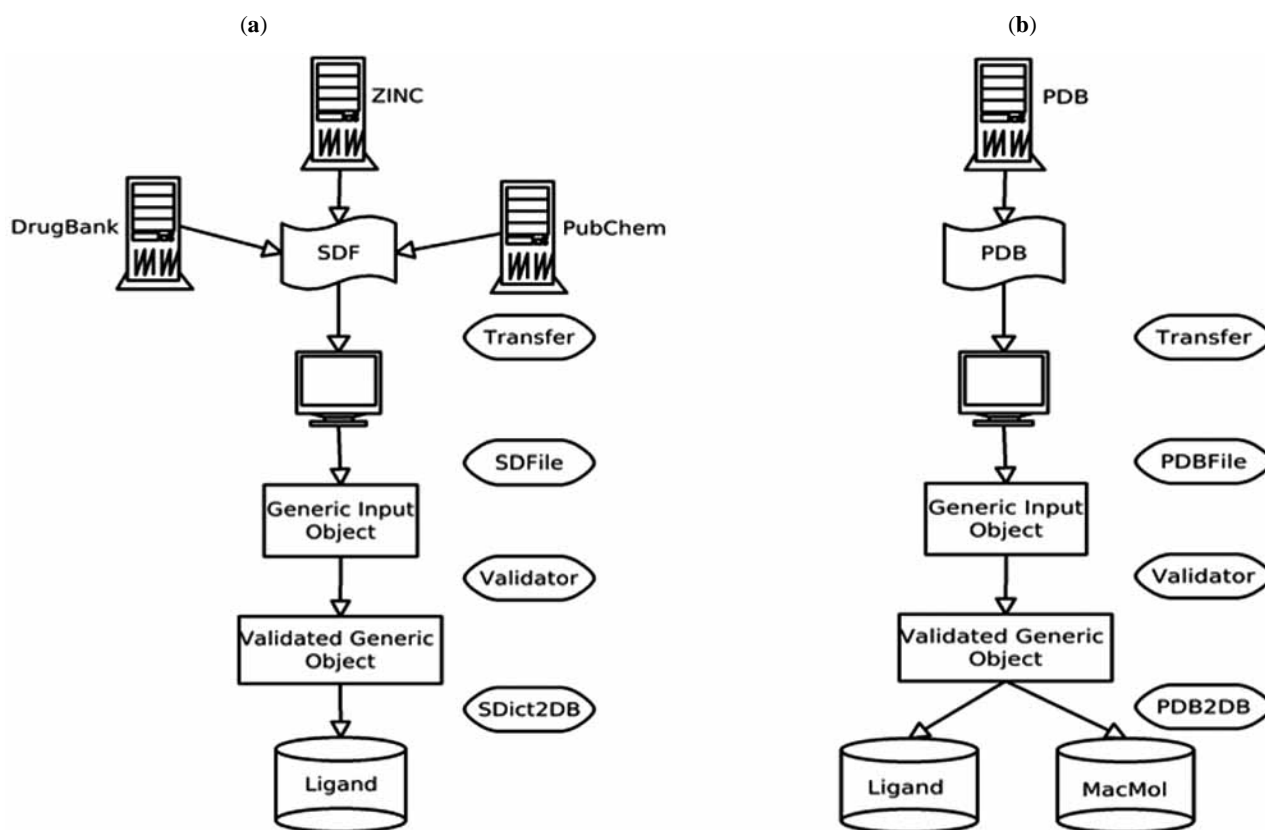 (a)
ZINC
DrugBank
SDF
PubChem
Transfer
SDFile
Generic Input
Object
Validator
Validated Generic
Object
SDict2DB
Ligand
(b)
PDB
PDB
Transfer
PDBFile
Generic Input
Object
Validator
Validated Generic
Object
PDB2DB
Ligand
MacMol